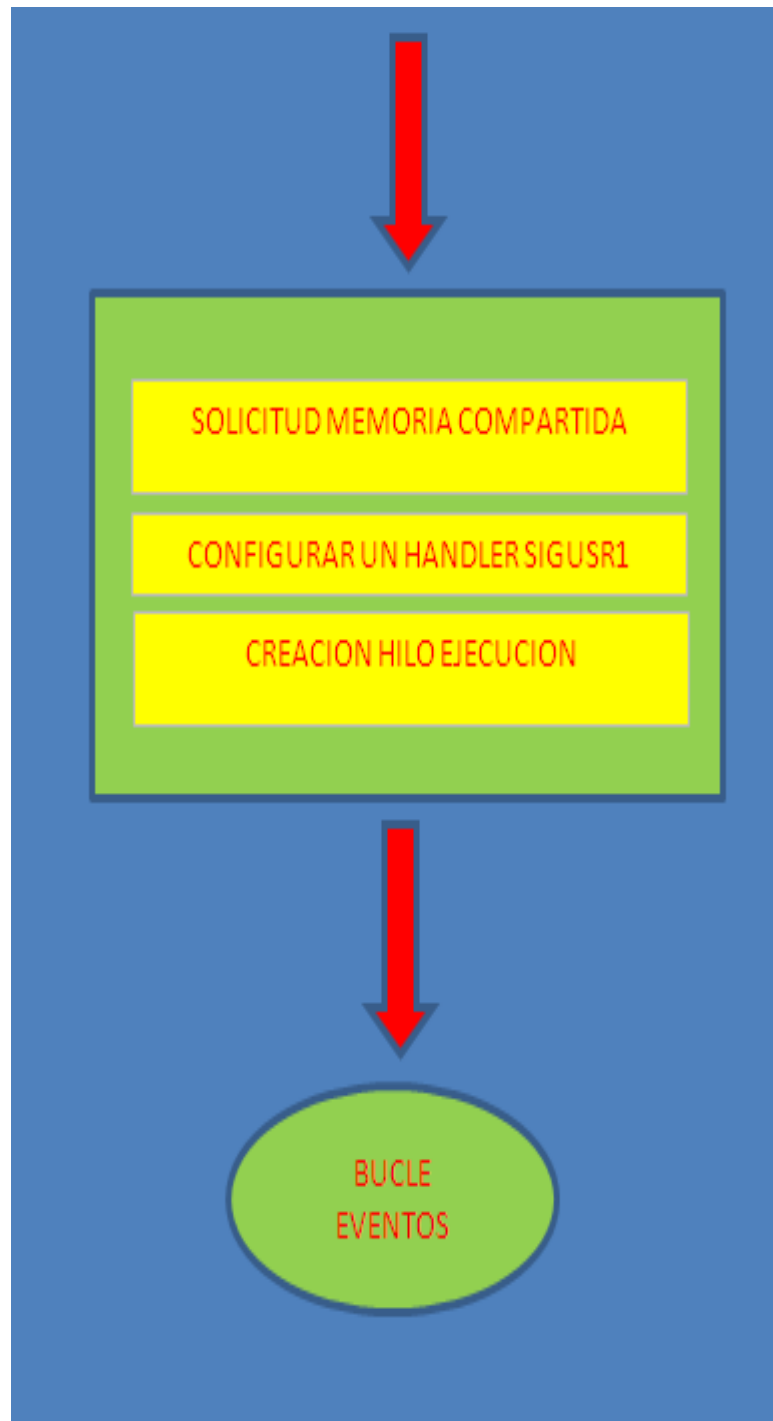 SOLICITUD MEMORIA COMPARTIDA
CONFIGURAR UN HANDLER SIGUSR1
CREACION HILO EJECUCION
BUCLE
EVENTOS